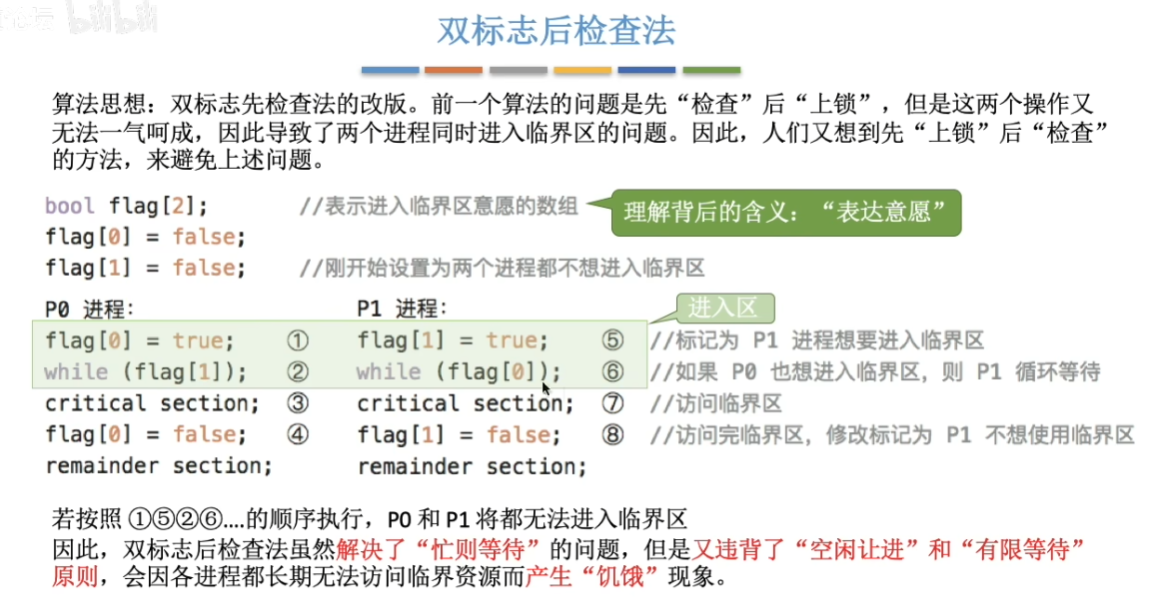 bilibili
双标志后检查法
算法思想：双标志先检查法的改版。前一个算法的问题是先“检查”后“上锁”，但是这两个操作又
无法一气呵成，因此导致了两个进程同时进入临界区的问题。因此，人们又想到先“上锁”后“检查”
的方法，来避免上述问题。
bool flag[2]; //表示进入临界区意愿的数组 理解背后的含义：“表达意愿”
flag[0] = false;
flag[1] = false; //刚开始设置为两个进程都不想进入临界区
P0 进程: P1 进程: 进入区
flag[0] = true; ① flag[1] = true; ⑤ //标记为 P1 进程想要进入临界区
while (flag[1]); ② while (flag[0]); ⑥ //如果 P0 也想进入临界区，则 P1 循环等待
critical section; ③ critical section; ⑦ //访问临界区
flag[0] = false; ④ flag[1] = false; ⑧ //访问完临界区，修改标记为 P1 不想使用临界区
remainder section; remainder section;
若按照 ①⑤②⑥....的顺序执行，P0 和 P1 将都无法进入临界区
因此，双标志后检查法虽然解决了“忙则等待”的问题，但是又违背了“空闲让进”和“有限等待”
原则，会因各进程都长期无法访问临界资源而产生“饥饿”现象。